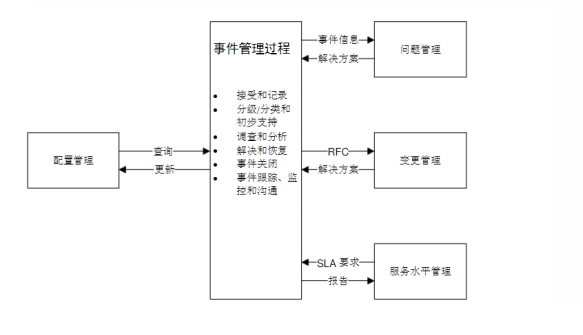 事件管理过程
接受和记录
分级/分类和
初步支持
调查和分析
解决和恢复
事件关闭
事件跟踪、监
控和沟通
配置管理
查询
更新
事件信息
解决方案
问题管理
RFC
解决方案
变更管理
SLA 要求
报告
服务水平管理